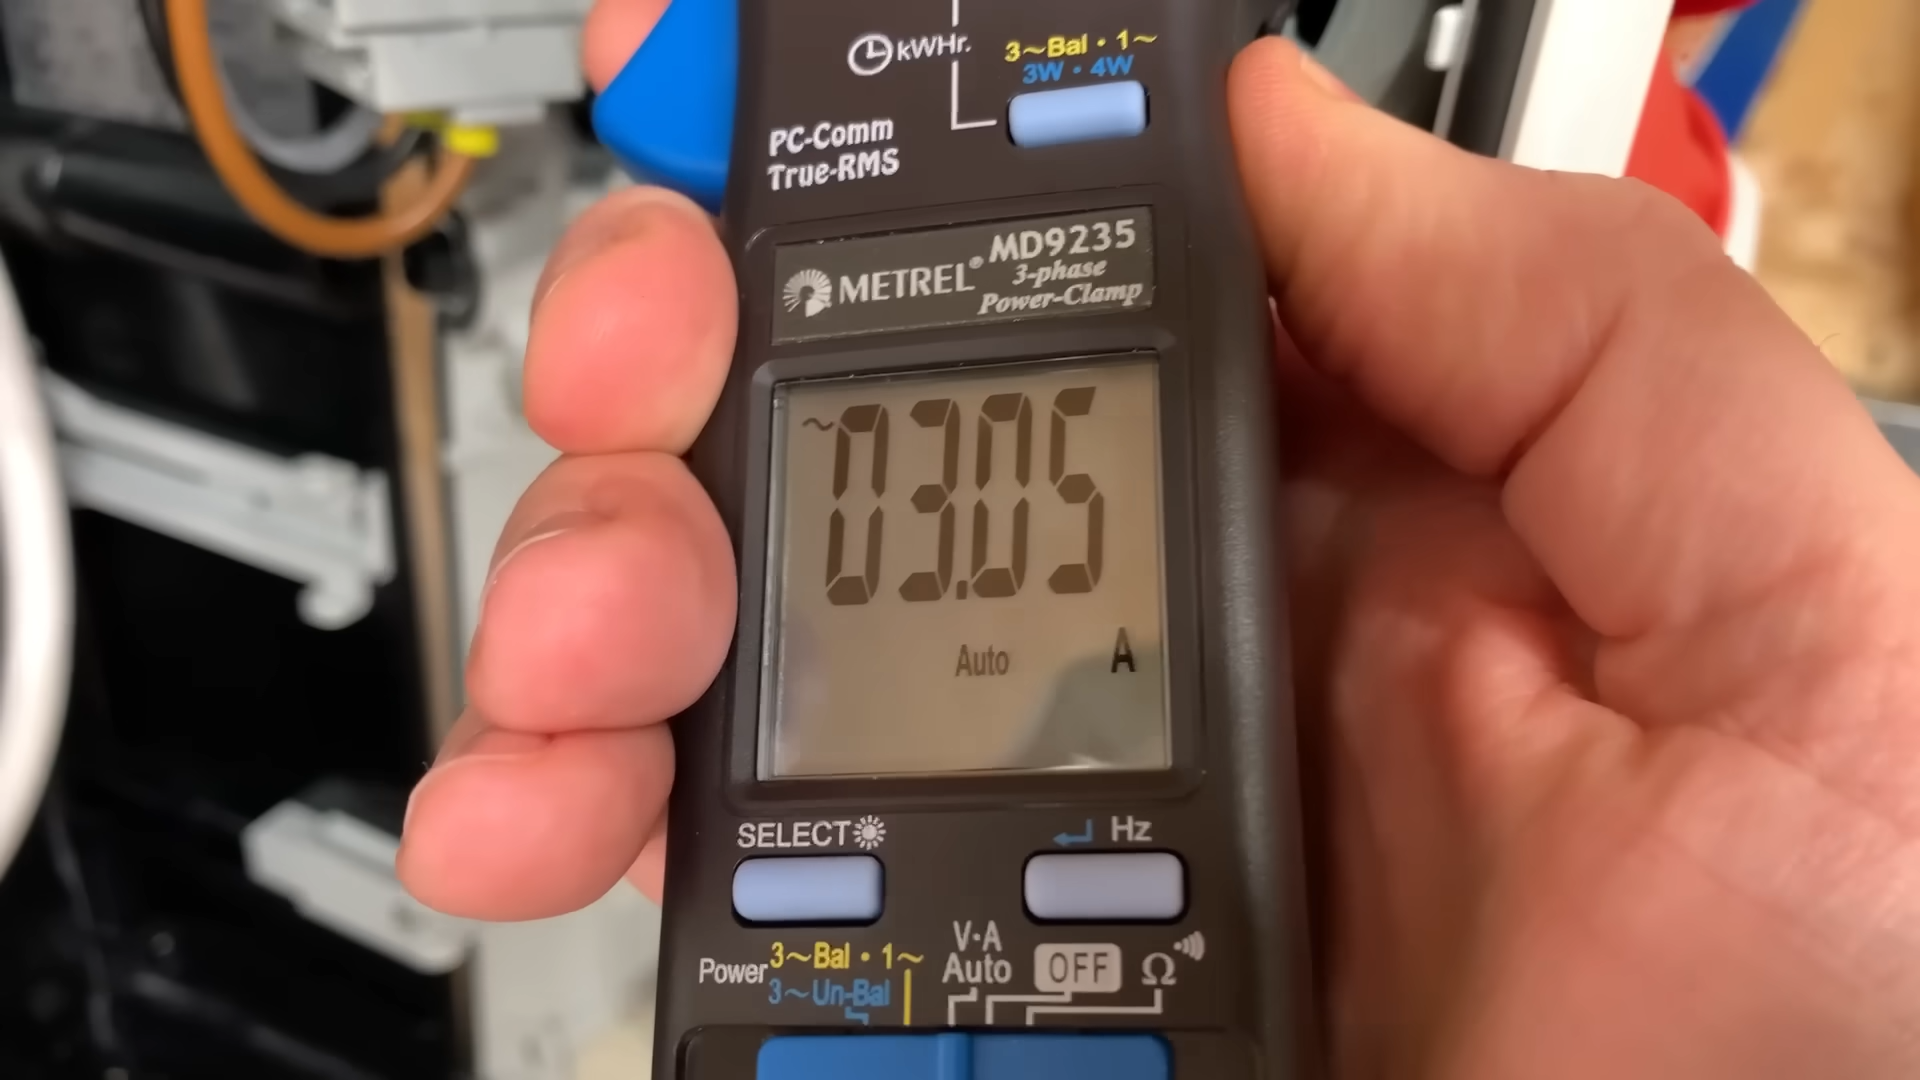 kWHr.
3~Bal · 1~
3W · 4W
PC-Comm
True-RMS
METREL® MD9235
3-phase
Power-Clamp
~03.05
Auto A
SELECT
Hz
Power 3~Bal · 1~
3~Un-Bal
V·A
Auto
OFF
Ω